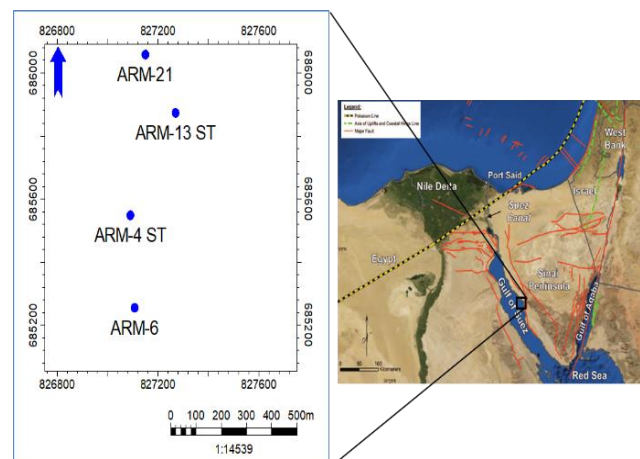 826800 827200 827600
686000
686000
ARM-21
ARM-13 ST
685600
685600
ARM-4 ST
685200
685200
ARM-6
826800 827200 827600
0 100 200 300 400 500m
1:14539
Legend:
Major Fault
West
Bank
Port Said
Nile Delta
Israel
Suez
Canal
Egypt
Sinai
Peninsula
Gulf of Suez
Gulf of Aqaba
Red Sea